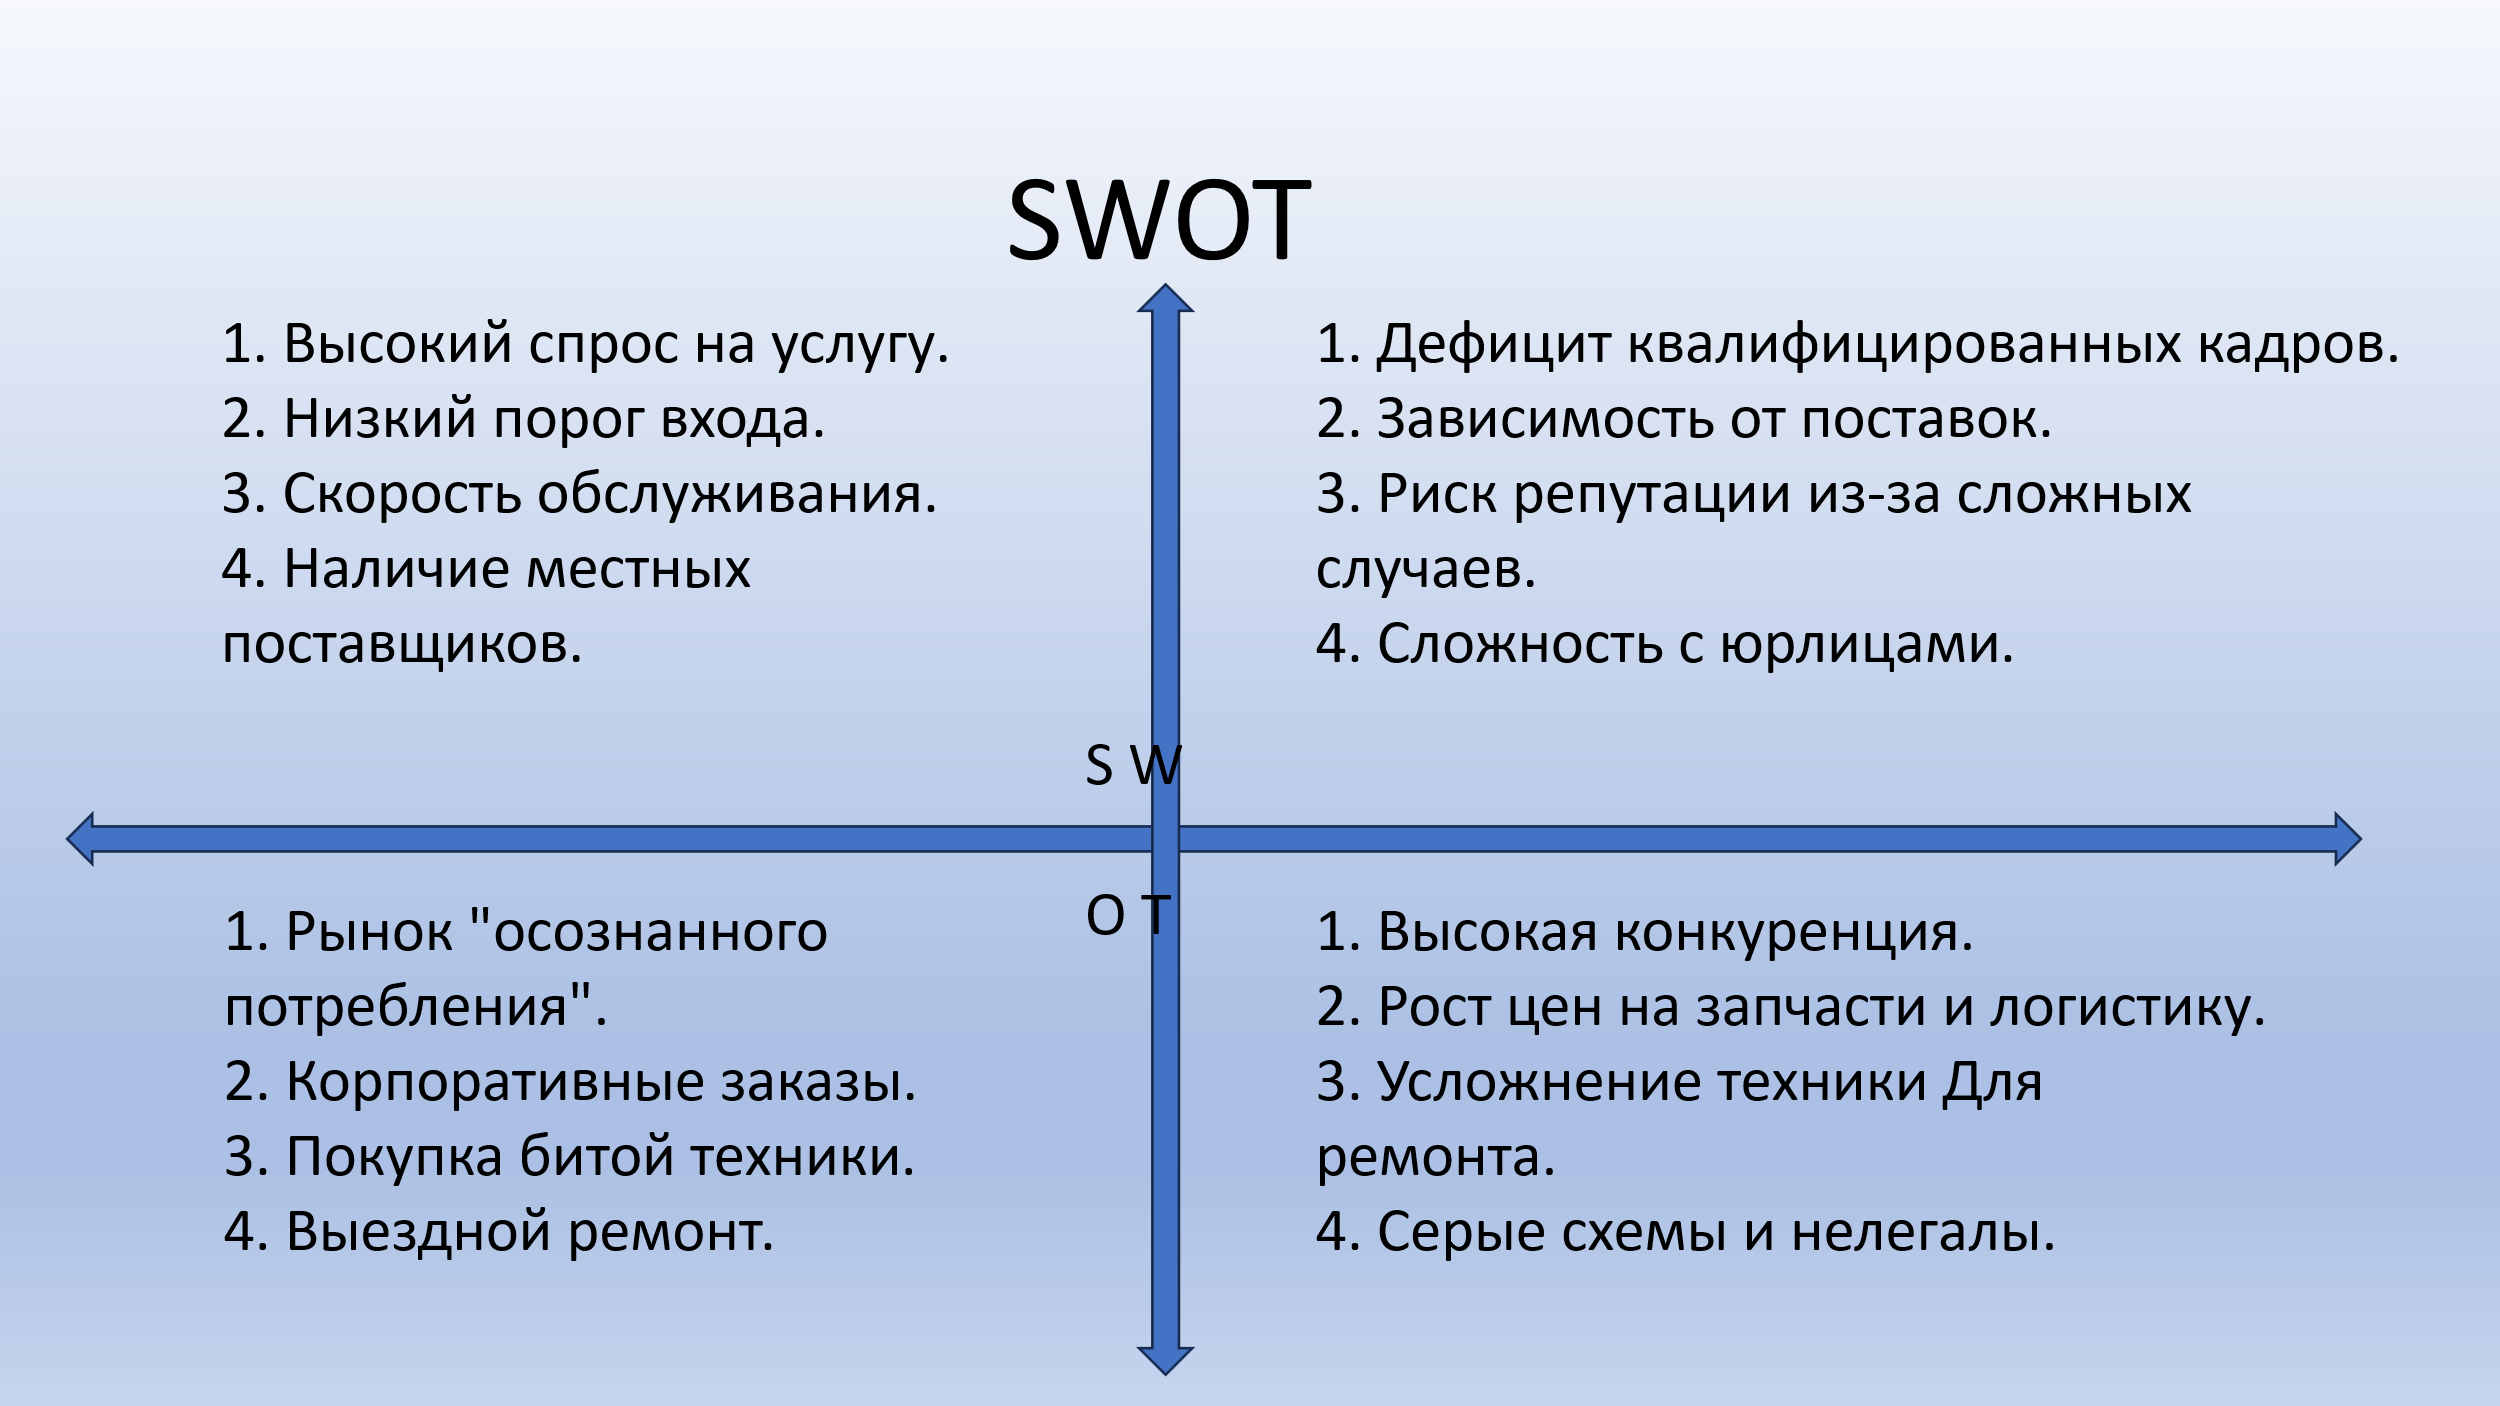 SWOT
1. Высокий спрос на услугу.
2. Низкий порог входа.
3. Скорость обслуживания.
4. Наличие местных
поставщиков.
1. Дефицит квалифицированных кадров.
2. Зависимость от поставок.
3. Риск репутации из-за сложных
случаев.
4. Сложность с юрлицами.
S W
O T
1. Рынок "осознанного
потребления".
2. Корпоративные заказы.
3. Покупка битой техники.
4. Выездной ремонт.
1. Высокая конкуренция.
2. Рост цен на запчасти и логистику.
3. Усложнение техники Для
ремонта.
4. Серые схемы и нелегалы.